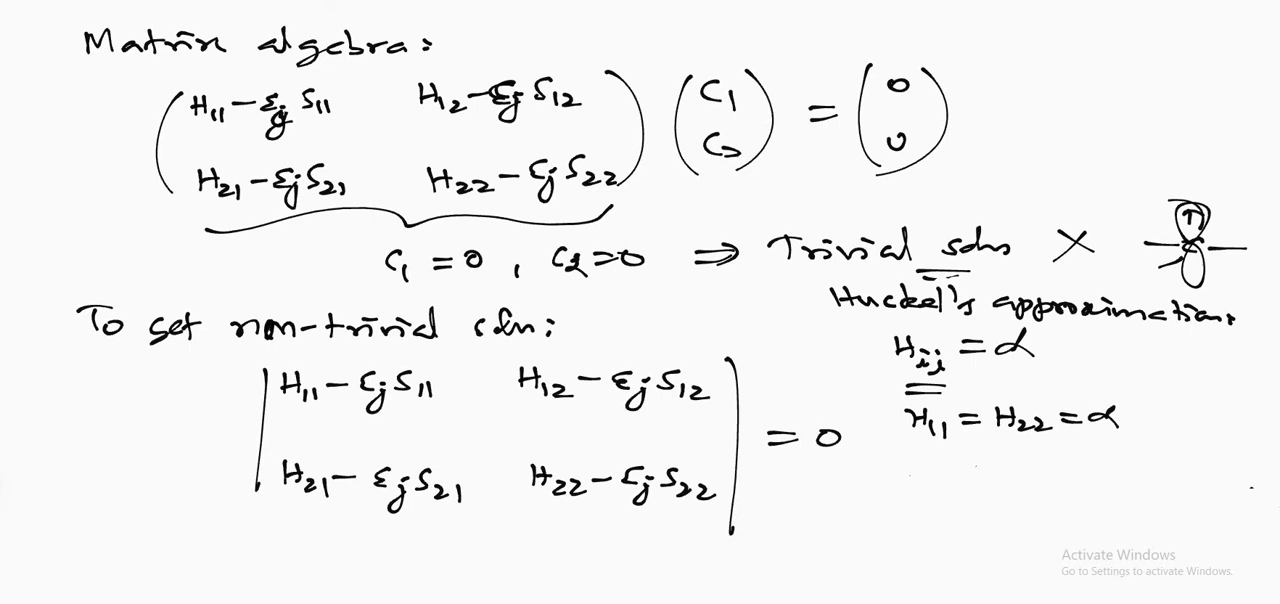 Matrix algebra:
( H11 - εj S11   H12 - εj S12 ) ( C1 ) = ( 0 )
( H21 - εj S21   H22 - εj S22 ) ( C2 )   ( 0 )
C1 = 0 , C2 = 0 ⇒ Trivial soln ×
Huckel's approximation:
To get non-trivial soln:
Hii = α
| H11 - εj S11   H12 - εj S12 |
H11 = H22 = α
= 0
| H21 - εj S21   H22 - εj S22 |
Activate Windows
Go to Settings to activate Windows.